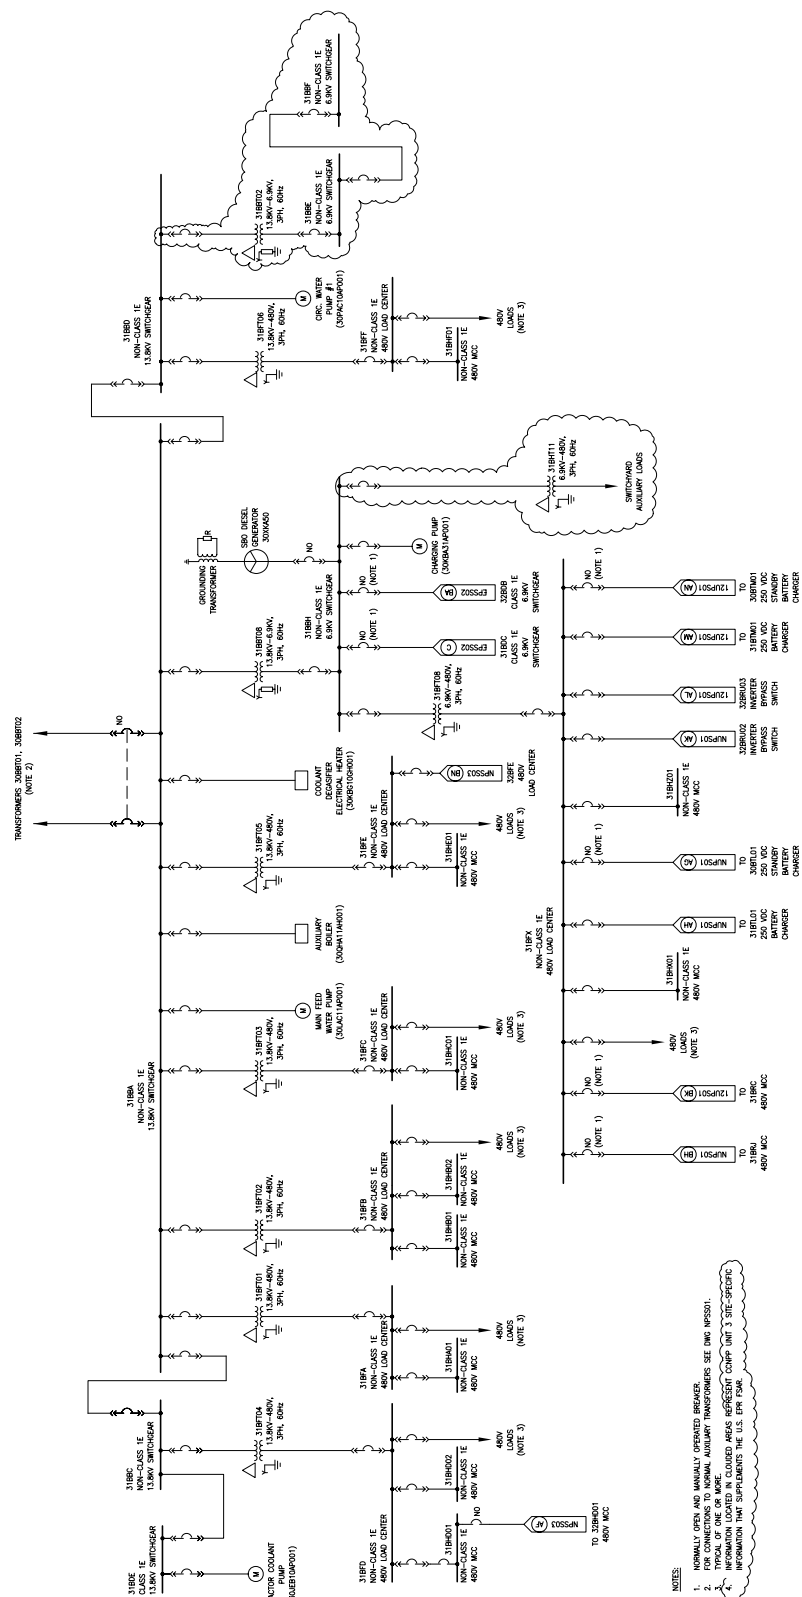 TRANSFORMERS 30BBT01, 30BBT02
(NOTE 2)
NO
31BBF
NON-CLASS 1E
6.9KV SWITCHGEAR
31BBE
NON-CLASS 1E
6.9KV SWITCHGEAR
31BBT02
13.8KV-6.9KV,
3PH, 60Hz
31BBD
NON-CLASS 1E
13.8KV SWITCHGEAR
M
CIRC. WATER
PUMP #1
(30PAC10AP001)
31BFT06
13.8KV-480V,
3PH, 60Hz
31BFF
NON-CLASS 1E
480V LOAD CENTER
480V
LOADS
(NOTE 3)
31BHF01
NON-CLASS 1E
480V MCC
R
GROUNDING
TRANSFORMER
SBO DIESEL
GENERATOR
30XKA50
NO
31BBH
NON-CLASS 1E
6.9KV SWITCHGEAR
31BHT11
6.9KV-480V,
3PH, 60Hz
SWITCHYARD
AUXILIARY LOADS
M
CHARGING PUMP
(30KBA31AP001)
NO
(NOTE 1)
EPSS02
BA
32BDB
CLASS 1E
6.9KV
SWITCHGEAR
NO
(NOTE 1)
EPSS02
C
31BDC
CLASS 1E
6.9KV
SWITCHGEAR
31BBT08
13.8KV-6.9KV,
3PH, 60Hz
31BFT08
6.9KV-480V,
3PH, 60Hz
COOLANT
DEGASIFIER
ELECTRICAL HEATER
(30KBG10GH001)
31BFT05
13.8KV-480V,
3PH, 60Hz
31BFE
NON-CLASS 1E
480V LOAD CENTER
NPSS03
BN
32BFE
480V
LOAD CENTER
480V
LOADS
(NOTE 3)
31BHE01
NON-CLASS 1E
480V MCC
AUXILIARY
BOILER
(30QHA11AH001)
M
MAIN FEED
WATER PUMP
(30LAC11AP001)
31BBA
NON-CLASS 1E
13.8KV SWITCHGEAR
31BFT03
13.8KV-480V,
3PH, 60Hz
31BFC
NON-CLASS 1E
480V LOAD CENTER
480V
LOADS
(NOTE 3)
31BHC01
NON-CLASS 1E
480V MCC
31BFT02
13.8KV-480V,
3PH, 60Hz
31BFB
NON-CLASS 1E
480V LOAD CENTER
480V
LOADS
(NOTE 3)
31BHB02
NON-CLASS 1E
480V MCC
31BHB01
NON-CLASS 1E
480V MCC
31BFT01
13.8KV-480V,
3PH, 60Hz
31BFA
NON-CLASS 1E
480V LOAD CENTER
480V
LOADS
(NOTE 3)
31BHA01
NON-CLASS 1E
480V MCC
31BBC
NON-CLASS 1E
13.8KV SWITCHGEAR
31BFT04
13.8KV-480V,
3PH, 60Hz
31BFD
NON-CLASS 1E
480V LOAD CENTER
480V
LOADS
(NOTE 3)
31BHD02
NON-CLASS 1E
480V MCC
31BHD01
NON-CLASS 1E
480V MCC
NO
NPSS03
AF
TO 32BHD01
480V MCC
31BDE
CLASS 1E
13.8KV SWITCHGEAR
M
ACTOR COOLANT
PUMP
0JEB10AP001)
31BFX
NON-CLASS 1E
480V LOAD CENTER
NO
(NOTE 1)
12UPS01
AN
TO
30BTM01
250 VDC
STANDBY
BATTERY
CHARGER
12UPS01
AM
TO
31BTM01
250 VDC
BATTERY
CHARGER
12UPS01
AL
32BRU03
INVERTER
BYPASS
SWITCH
NUPS01
AK
32BRU02
INVERTER
BYPASS
SWITCH
31BHZ01
NON-CLASS 1E
480V MCC
NO
(NOTE 1)
NUPS01
AG
TO
30BTL01
250 VDC
STANDBY
BATTERY
CHARGER
NUPS01
AH
TO
31BTL01
250 VDC
BATTERY
CHARGER
31BHX01
NON-CLASS 1E
480V MCC
480V
LOADS
(NOTE 3)
NO
(NOTE 1)
12UPS01
BK
TO
31BRC
480V MCC
NO
(NOTE 1)
NUPS01
BH
TO
31BRJ
480V MCC
NOTES:
1. NORMALLY OPEN AND MANUALLY OPERATED BREAKER.
2. FOR CONNECTIONS TO NORMAL AUXILIARY TRANSFORMERS SEE DWG NPSS01.
3. TYPICAL OF ONE OR MORE.
4. INFORMATION LOCATED IN CLOUDED AREAS REPRESENT CCNPP UNIT 3 SITE-SPECIFIC
INFORMATION THAT SUPPLEMENTS THE U.S. EPR FSAR.